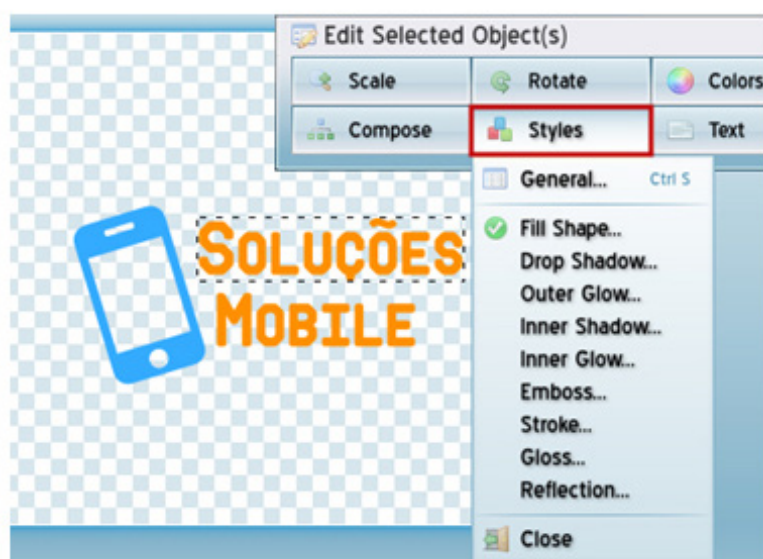 Edit Selected Object(s)
Scale Rotate Colors
Compose Styles Text
General... Ctrl S
Fill Shape...
Drop Shadow...
Outer Glow...
Inner Shadow...
Inner Glow...
Emboss...
Stroke...
Gloss...
Reflection...
Close
SOLUÇÕES
MOBILE